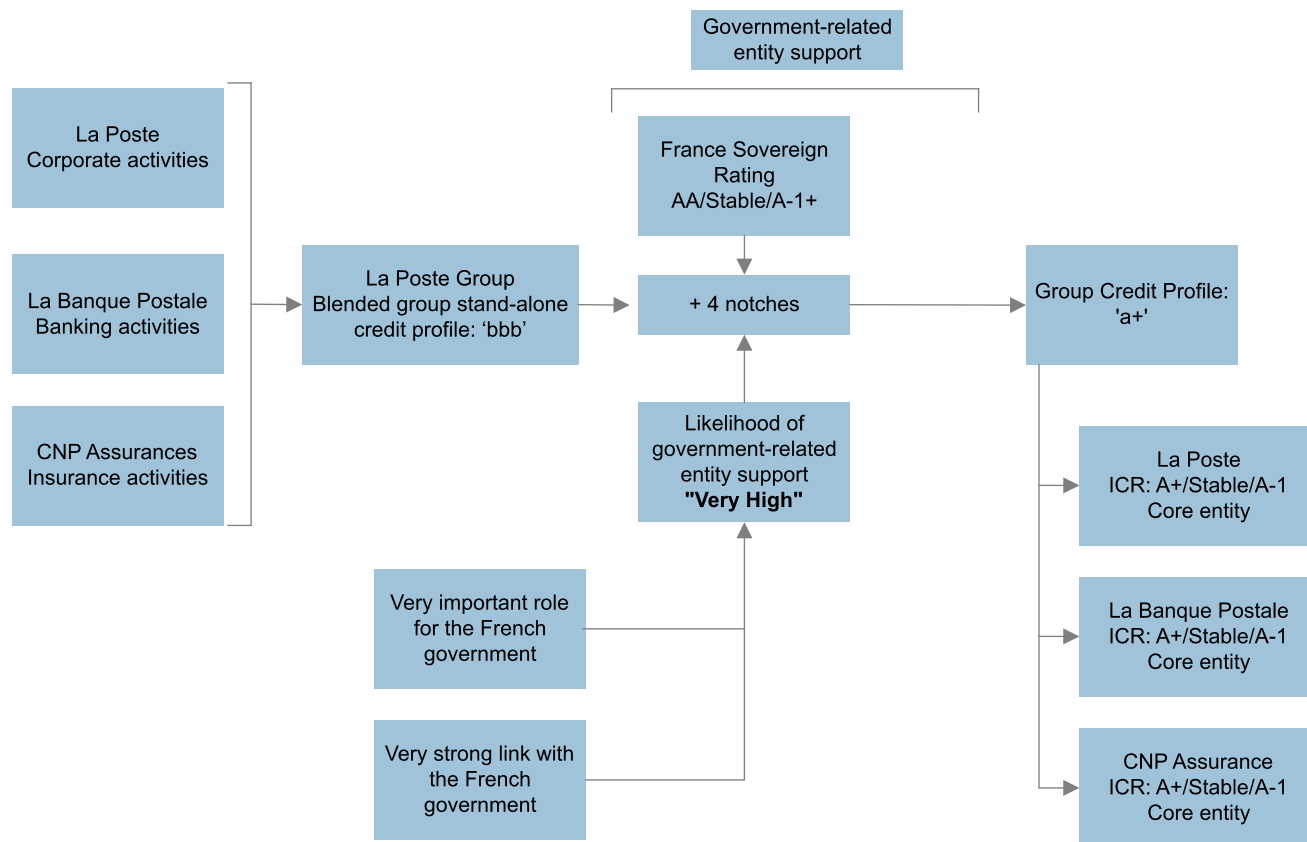 Government-related
entity support
La Poste
Corporate activities
La Banque Postale
Banking activities
CNP Assurances
Insurance activities
La Poste Group
Blended group stand-alone
credit profile: ‘bbb’
France Sovereign
Rating
AA/Stable/A-1+
+ 4 notches
Likelihood of
government-related
entity support
"Very High"
Very important role
for the French
government
Very strong link with
the French
government
Group Credit Profile:
'a+'
La Poste
ICR: A+/Stable/A-1
Core entity
La Banque Postale
ICR: A+/Stable/A-1
Core entity
CNP Assurance
ICR: A+/Stable/A-1
Core entity